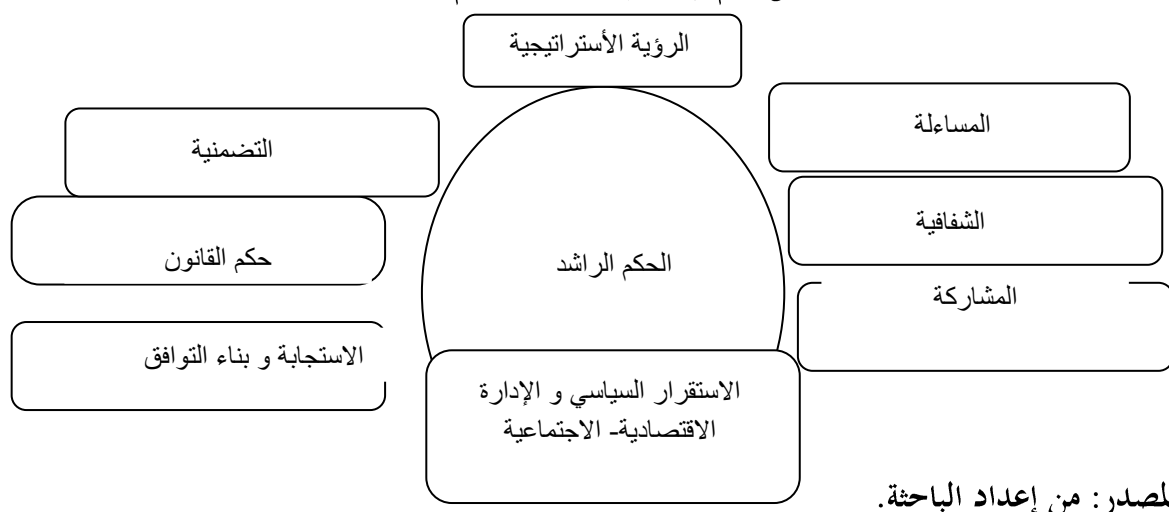 الرؤية الأستراتيجية
المساءلة
التضمنية
الشفافية
حكم القانون
الحكم الراشد
المشاركة
الاستجابة و بناء التوافق
الاستقرار السياسي و الإدارة
الاقتصادية- الاجتماعية
لمصدر: من إعداد الباحثة.